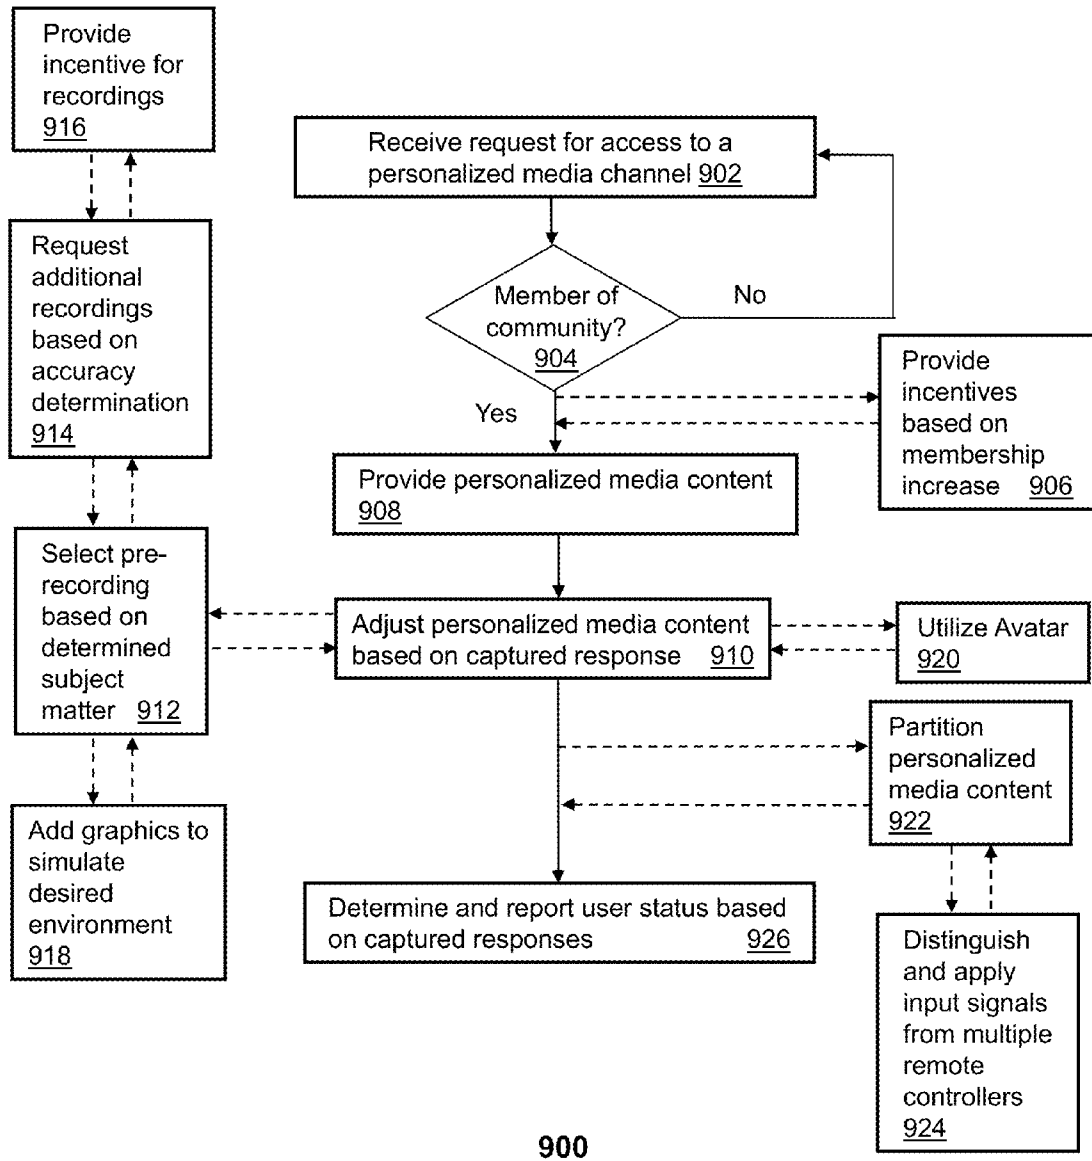 Provide
incentive for
recordings
916
Request
additional
recordings
based on
accuracy
determination
914
Select pre-
recording
based on
determined
subject
matter 912
Add graphics to
simulate
desired
environment
918
Receive request for access to a
personalized media channel 902
Member of
community?
904
No
Yes
Provide
incentives
based on
membership
increase 906
Provide personalized media content
908
Adjust personalized media content
based on captured response 910
Utilize Avatar
920
Partition
personalized
media content
922
Distinguish
and apply
input signals
from multiple
remote
controllers
924
Determine and report user status based
on captured responses 926
900